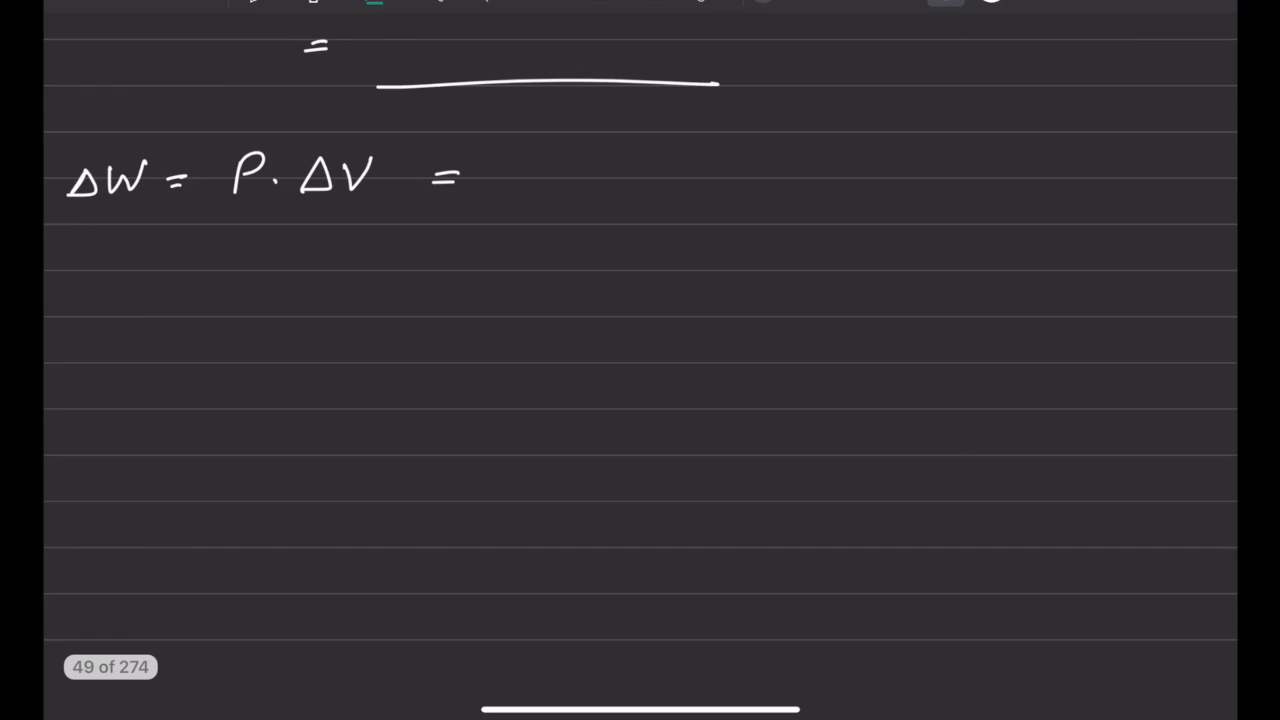 =
ΔW = P. ΔV =
49 of 274